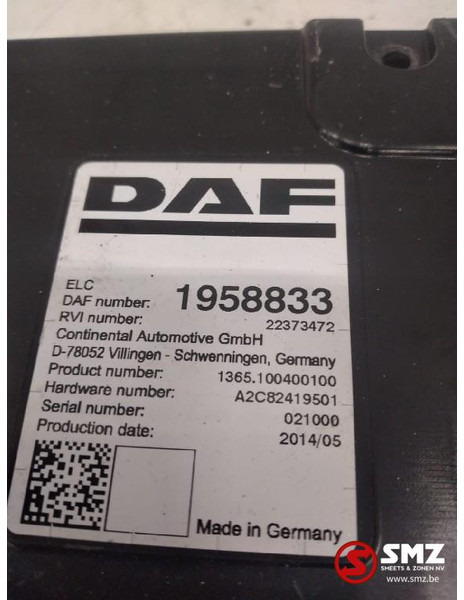 DAF
ELC
DAF number: 1958833
RVI number: 22373472
Continental Automotive GmbH
D-78052 Villingen - Schwenningen, Germany
Product number: 1365.100400100
Hardware number: A2C82419501
Serial number: 021000
Production date: 2014/05
Made in Germany
SMZ
SMEETS & ZONEN NV
www.smz.be